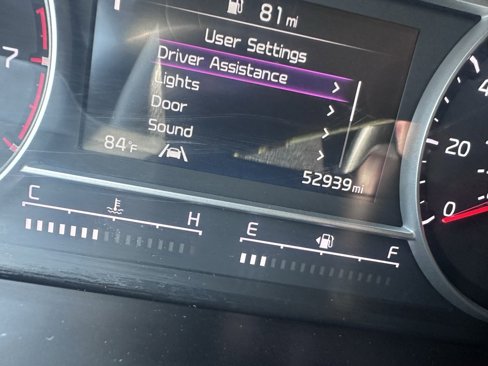 81 mi
User Settings
Driver Assistance
Lights
Door
Sound
84°F
52939 mi
C H
E F
7
20
0